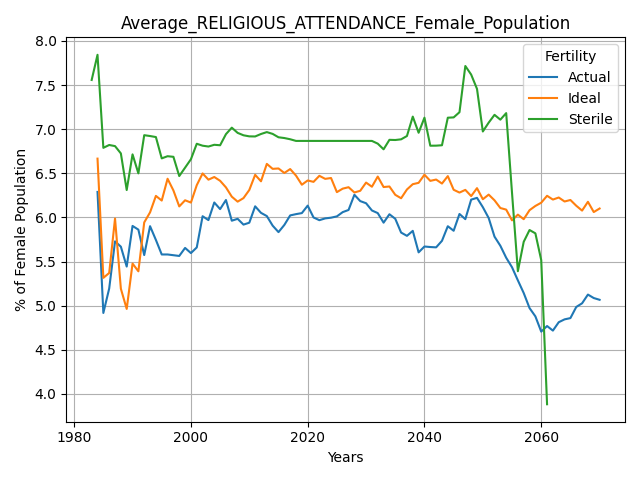 Average_RELIGIOUS_ATTENDANCE_Female_Population
Fertility
Actual
Ideal
Sterile
% of Female Population
8.0
7.5
7.0
6.5
6.0
5.5
5.0
4.5
4.0
1980
2000
2020
2040
2060
Years